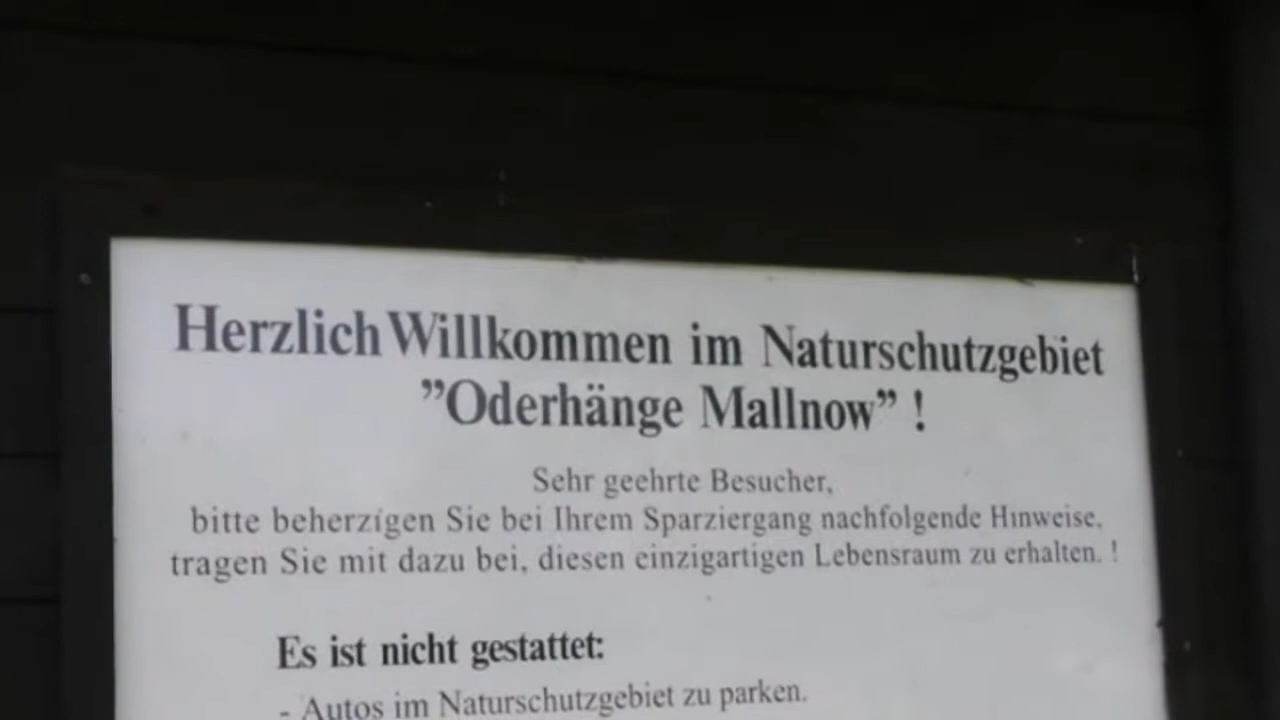 Herzlich Willkommen im Naturschutzgebiet
”Oderhänge Mallnow” !
Sehr geehrte Besucher,
bitte beherzigen Sie bei Ihrem Sparziergang nachfolgende Hinweise,
tragen Sie mit dazu bei, diesen einzigartigen Lebensraum zu erhalten. !
Es ist nicht gestattet:
- Autos im Naturschutzgebiet zu parken.